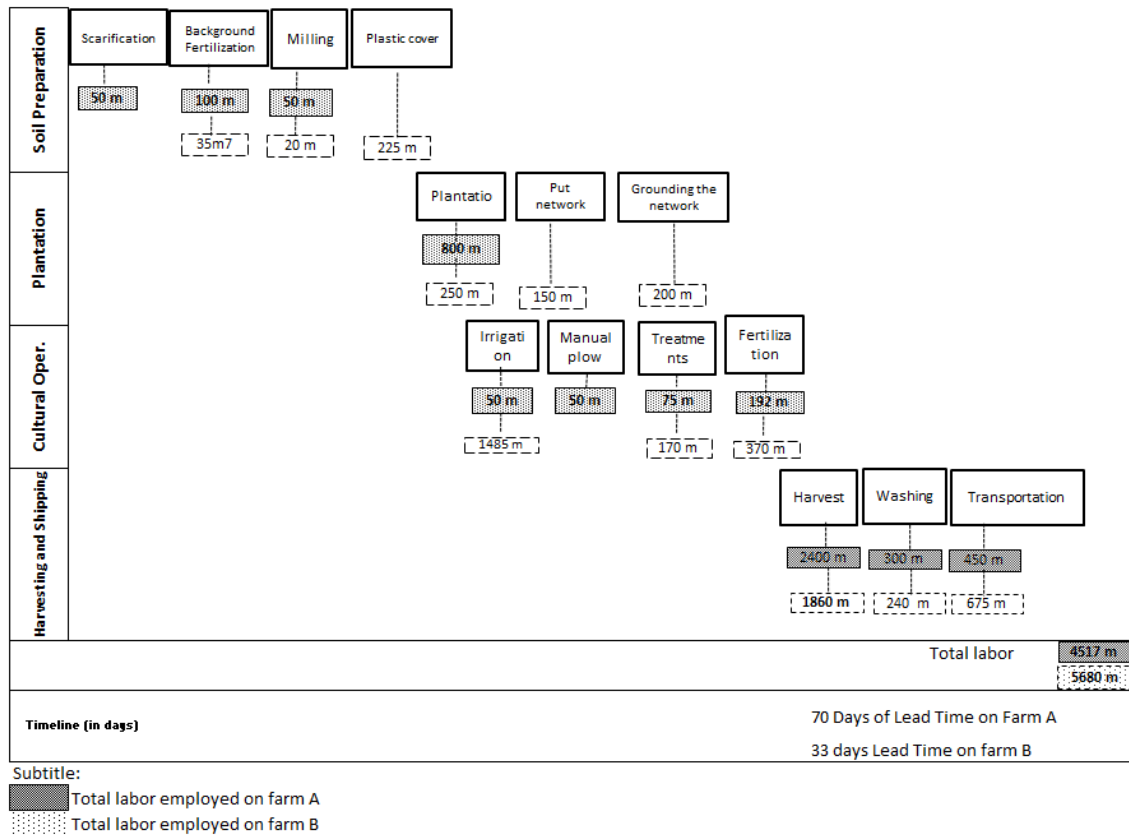 Soil Preparation
Scarification
Background
Fertilization
Milling
Plastic cover
50 m
100 m
50 m
35m7
20 m
225 m
Plantation
Plantatio
Put
network
Grounding the
network
800 m
250 m
150 m
200 m
Cultural Oper.
Irrigati
on
Manual
plow
Treatme
nts
Fertiliza
tion
50 m
50 m
75 m
192 m
1485 m
170 m
370 m
Harvesting and Shipping
Harvest
Washing
Transportation
2400 m
300 m
450 m
1860 m
240 m
675 m
Total labor
4517 m
5680 m
Timeline (in days)
70 Days of Lead Time on Farm A
33 days Lead Time on farm B
Subtitle:
Total labor employed on farm A
Total labor employed on farm B